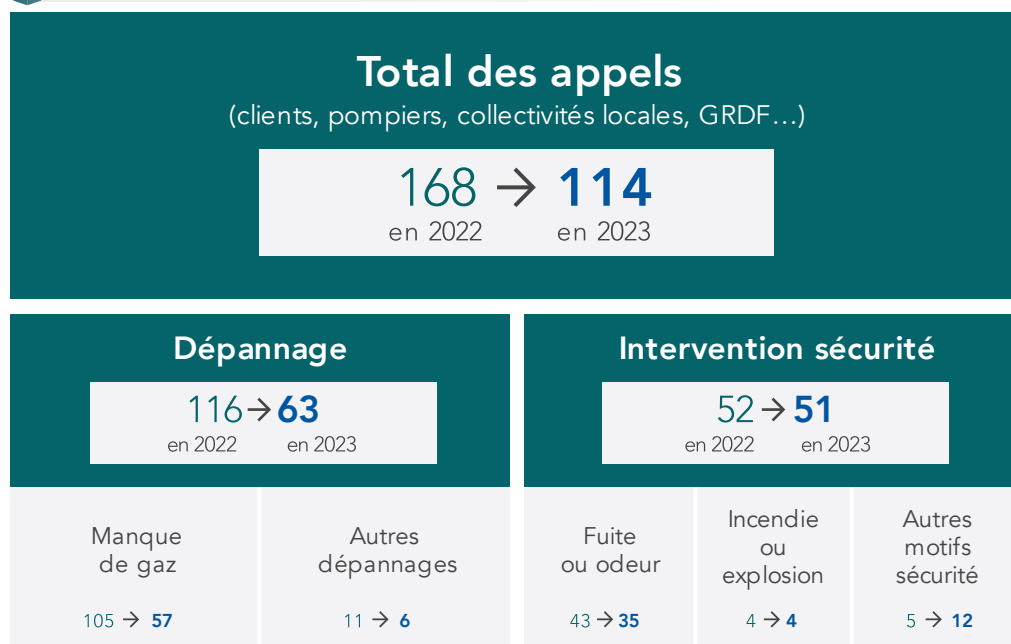 Total des appels
(clients, pompiers, collectivités locales, GRDF...)
168 → 114
en 2022 en 2023
Dépannage
116 → 63
en 2022 en 2023
Manque
de gaz
105 → 57
Autres
dépannages
11 → 6
Intervention sécurité
52 → 51
en 2022 en 2023
Fuite
ou odeur
43 → 35
Incendie
ou
explosion
4 → 4
Autres
motifs
sécurité
5 → 12